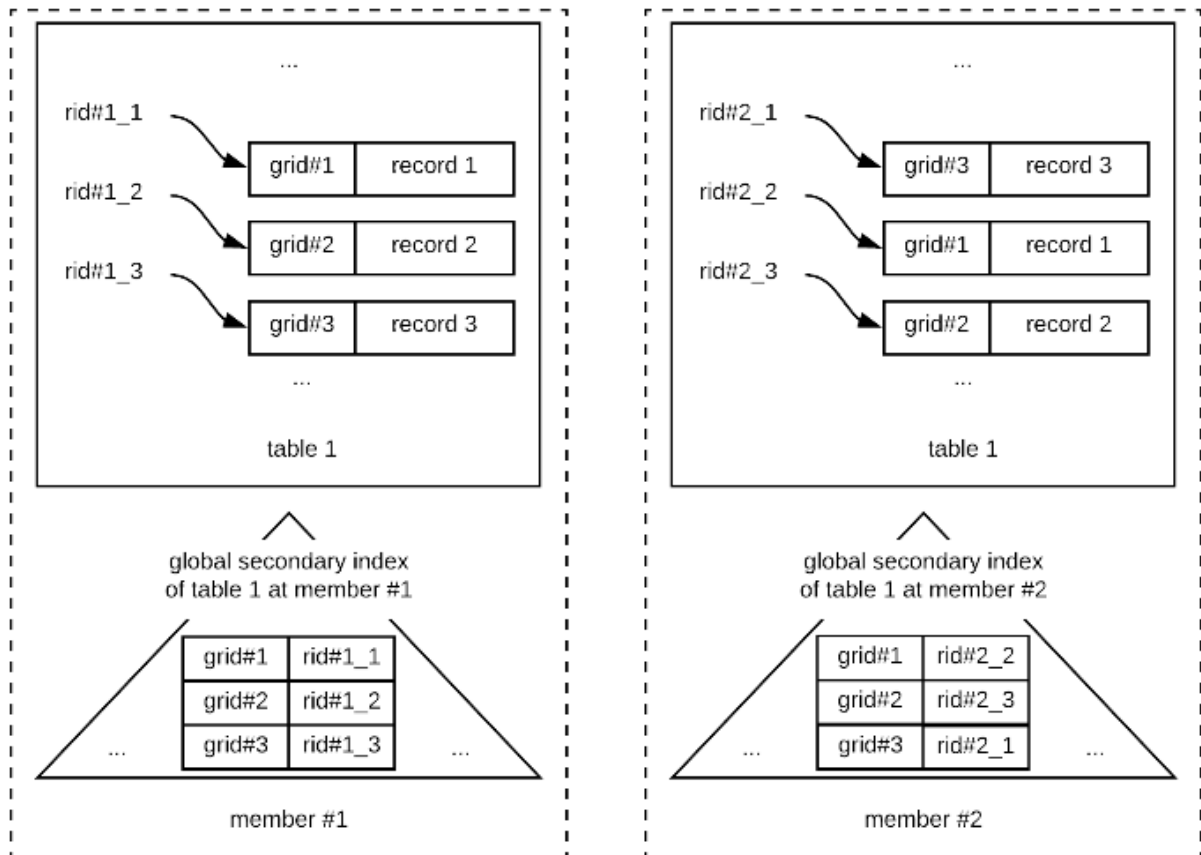 ...
rid#1_1
grid#1 record 1
rid#1_2
grid#2 record 2
rid#1_3
grid#3 record 3
...
table 1
global secondary index
of table 1 at member #1
grid#1 rid#1_1
grid#2 rid#1_2
... grid#3 rid#1_3 ...
member #1
...
rid#2_1
grid#3 record 3
rid#2_2
grid#1 record 1
rid#2_3
grid#2 record 2
...
table 1
global secondary index
of table 1 at member #2
grid#1 rid#2_2
grid#2 rid#2_3
... grid#3 rid#2_1 ...
member #2